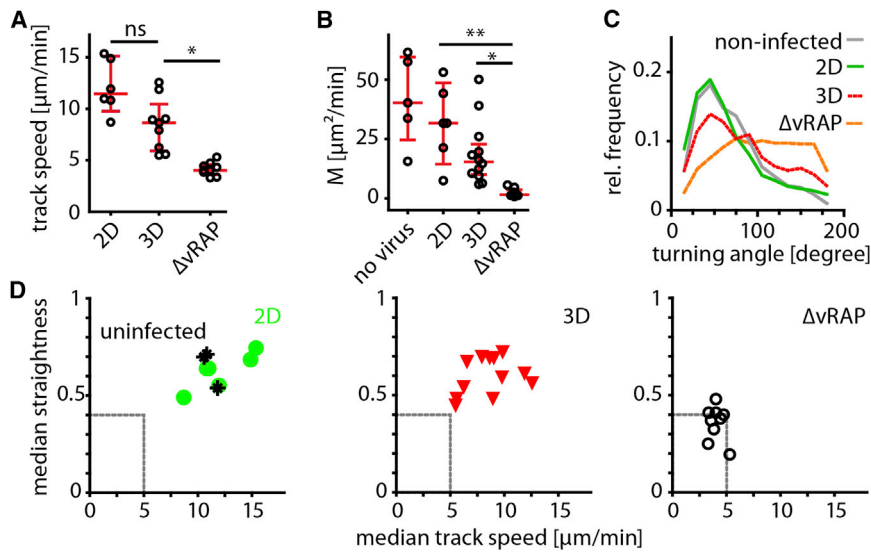 A
track speed [μm/min]
15
10
5
0
ns
*
2D
3D
ΔvRAP
B
M [μm²/min]
50
25
0
**
*
no virus
2D
3D
ΔvRAP
C
rel. frequency
0.2
0.1
0
non-infected
2D
3D
ΔvRAP
0
100
200
turning angle [degree]
D
median straightness
1
0.5
0
uninfected
2D
0
5
10
15
1
0.5
0
3D
0
5
10
15
1
0.5
0
ΔvRAP
0
5
10
15
median track speed [μm/min]